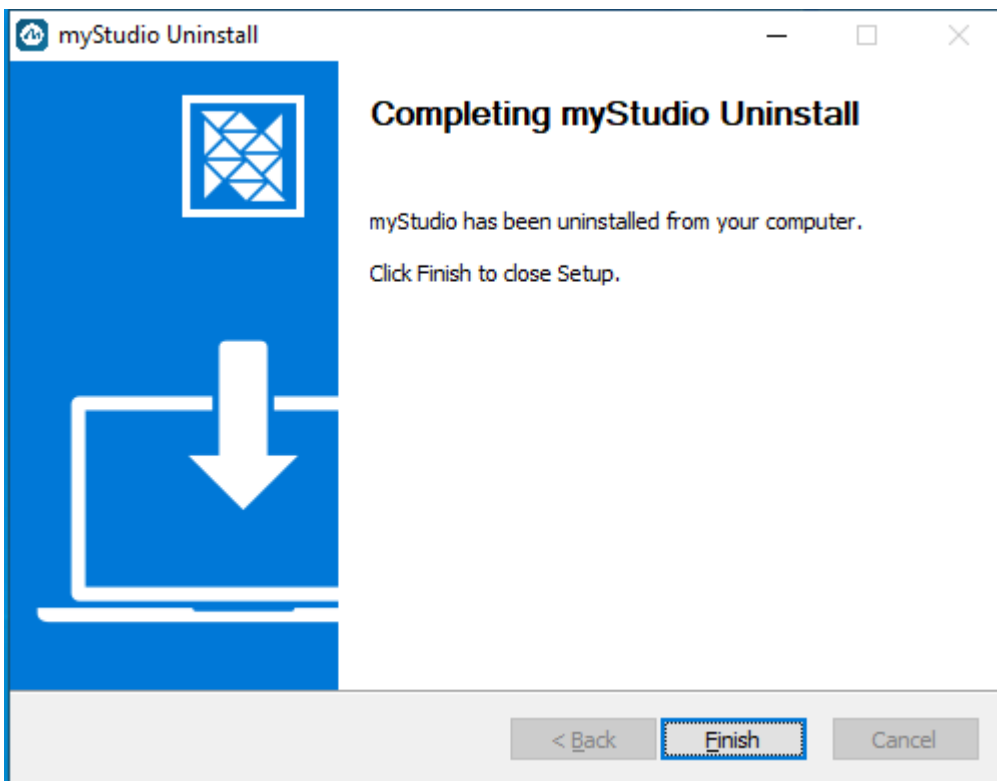 myStudio Uninstall
Completing myStudio Uninstall
myStudio has been uninstalled from your computer.
Click Finish to close Setup.
< Back
Finish
Cancel